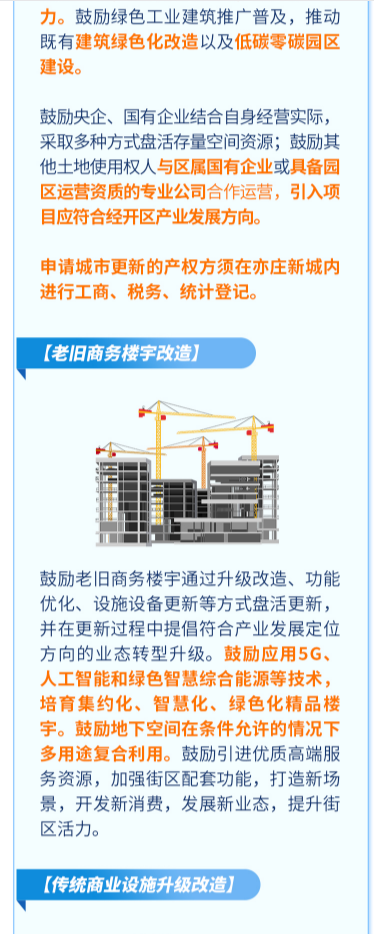 力。鼓励绿色工业建筑推广普及，推动
既有建筑绿色化改造以及低碳零碳园区
建设。
鼓励央企、国有企业结合自身经营实际，
采取多种方式盘活存量空间资源；鼓励其
他土地使用权人与区属国有企业或具备园
区运营资质的专业公司合作运营，引入项
目应符合经开区产业发展方向。
申请城市更新的产权方须在亦庄新城内
进行工商、税务、统计登记。
【老旧商务楼宇改造】
鼓励老旧商务楼宇通过升级改造、功能
优化、设施设备更新等方式盘活更新，
并在更新过程中提倡符合产业发展定位
方向的业态转型升级。鼓励应用5G、
人工智能和绿色智慧综合能源等技术，
培育集约化、智慧化、绿色化精品楼
宇。鼓励地下空间在条件允许的情况下
多用途复合利用。鼓励引进优质高端服
务资源，加强街区配套功能，打造新场
景，开发新消费，发展新业态，提升街
区活力。
【传统商业设施升级改造】